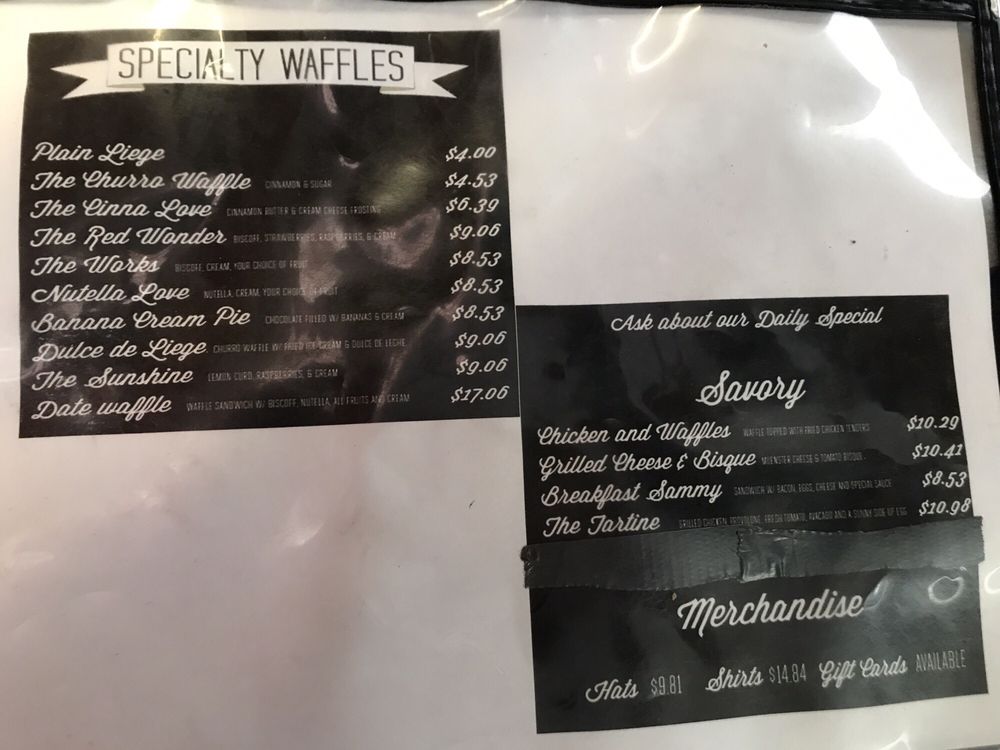 SPECIALTY WAFFLES
Plain Liege $4.00
The Churro Waffle CINNAMON & SUGAR $4.53
The Cinna Love CINNAMON BUTTER & CREAM CHEESE FROSTING $6.39
The Red Wonder BISCOFF, STRAWBERRIES, RASPBERRIES, & CREAM $9.06
The Works BISCOFF, CREAM, YOUR CHOICE OF FRUIT $8.53
Nutella Love NUTELLA, CREAM, YOUR CHOICE OF FRUIT $8.53
Banana Cream Pie CHOCOLATE FILLED W/ BANANAS & CREAM $8.53
Dulce de Liege, CHURRO WAFFLE W/ FRIED ICE CREAM & DULCE DE LECHE $9.06
The Sunshine LEMON CURD, RASPBERRIES, & CREAM $9.06
Date waffle WAFFLE SANDWICH W/ BISCOFF, NUTELLA, ALL FRUITS AND CREAM $17.06
Ask about our Daily Special
Savory
Chicken and Waffles WAFFLE TOPPED WITH FRIED CHICKEN TENDERS $10.29
Grilled Cheese & Bisque MUENSTER CHEESE & TOMATO BISQUE. $10.41
Breakfast Sammy SANDWICH W/ BACON, EGGS, CHEESE AND SPECIAL SAUCE $8.53
The Tartine GRILLED CHICKEN, PROVOLONE, FRESH TOMATO, AVACADO AND A SUNNY SIDE UP EGG $10.98
Merchandise
Hats $9.81 Shirts $14.84 Gift Cards AVAILABLE